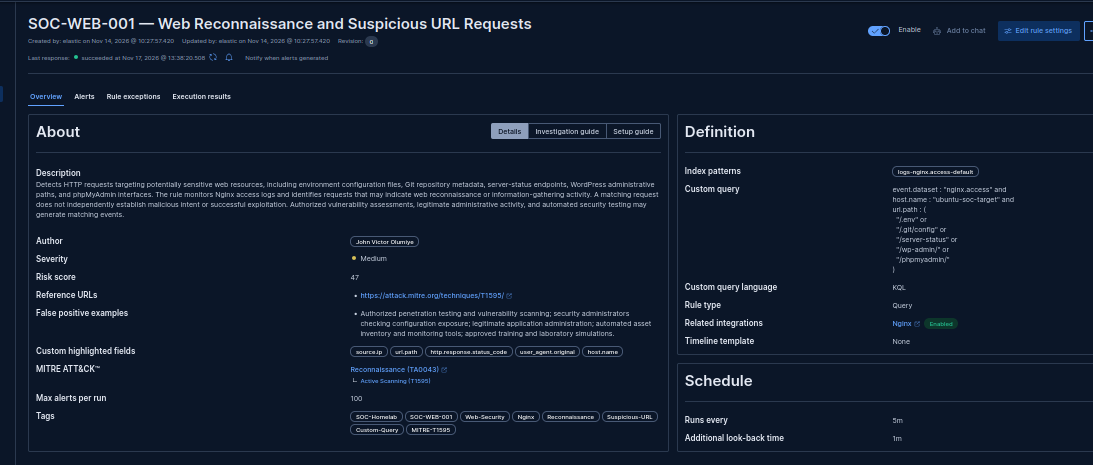 SOC-WEB-001 — Web Reconnaissance and Suspicious URL Requests
Created by: elastic on Nov 14, 2026 @ 10:27:57.420 Updated by: elastic on Nov 14, 2026 @ 10:27:57.420 Revision: 0
Last response: succeeded at Nov 17, 2026 @ 13:38:20.508 Notify when alerts generated
Enable
Add to chat
Edit rule settings
Overview Alerts Rule exceptions Execution results
About
Details Investigation guide Setup guide
Description
Detects HTTP requests targeting potentially sensitive web resources, including environment configuration files, Git repository metadata, server-status endpoints, WordPress administrative
paths, and phpMyAdmin interfaces. The rule monitors Nginx access logs and identifies requests that may indicate web reconnaissance or information-gathering activity. A matching request
does not independently establish malicious intent or successful exploitation. Authorized vulnerability assessments, legitimate administrative activity, and automated security testing may
generate matching events.
Author John Victor Olumiye
Severity Medium
Risk score 47
Reference URLs • https://attack.mitre.org/techniques/T1595/
False positive examples • Authorized penetration testing and vulnerability scanning; security administrators
checking configuration exposure; legitimate application administration; automated asset
inventory and monitoring tools; approved training and laboratory simulations.
Custom highlighted fields source.ip url.path http.response.status_code user_agent.original host.name
MITRE ATT&CK™ Reconnaissance (TA0043)
Active Scanning (T1595)
Max alerts per run 100
Tags SOC-Homelab SOC-WEB-001 Web-Security Nginx Reconnaissance Suspicious-URL
Custom-Query MITRE-T1595
Definition
Index patterns logs-nginx.access-default
Custom query event.dataset : "nginx.access" and
host.name : "ubuntu-soc-target" and
url.path : (
"/.env" or
"/.git/config" or
"/server-status" or
"/wp-admin/" or
"/phpmyadmin/"
)
Custom query language KQL
Rule type Query
Related integrations Nginx Enabled
Timeline template None
Schedule
Runs every 5m
Additional look-back time 1m